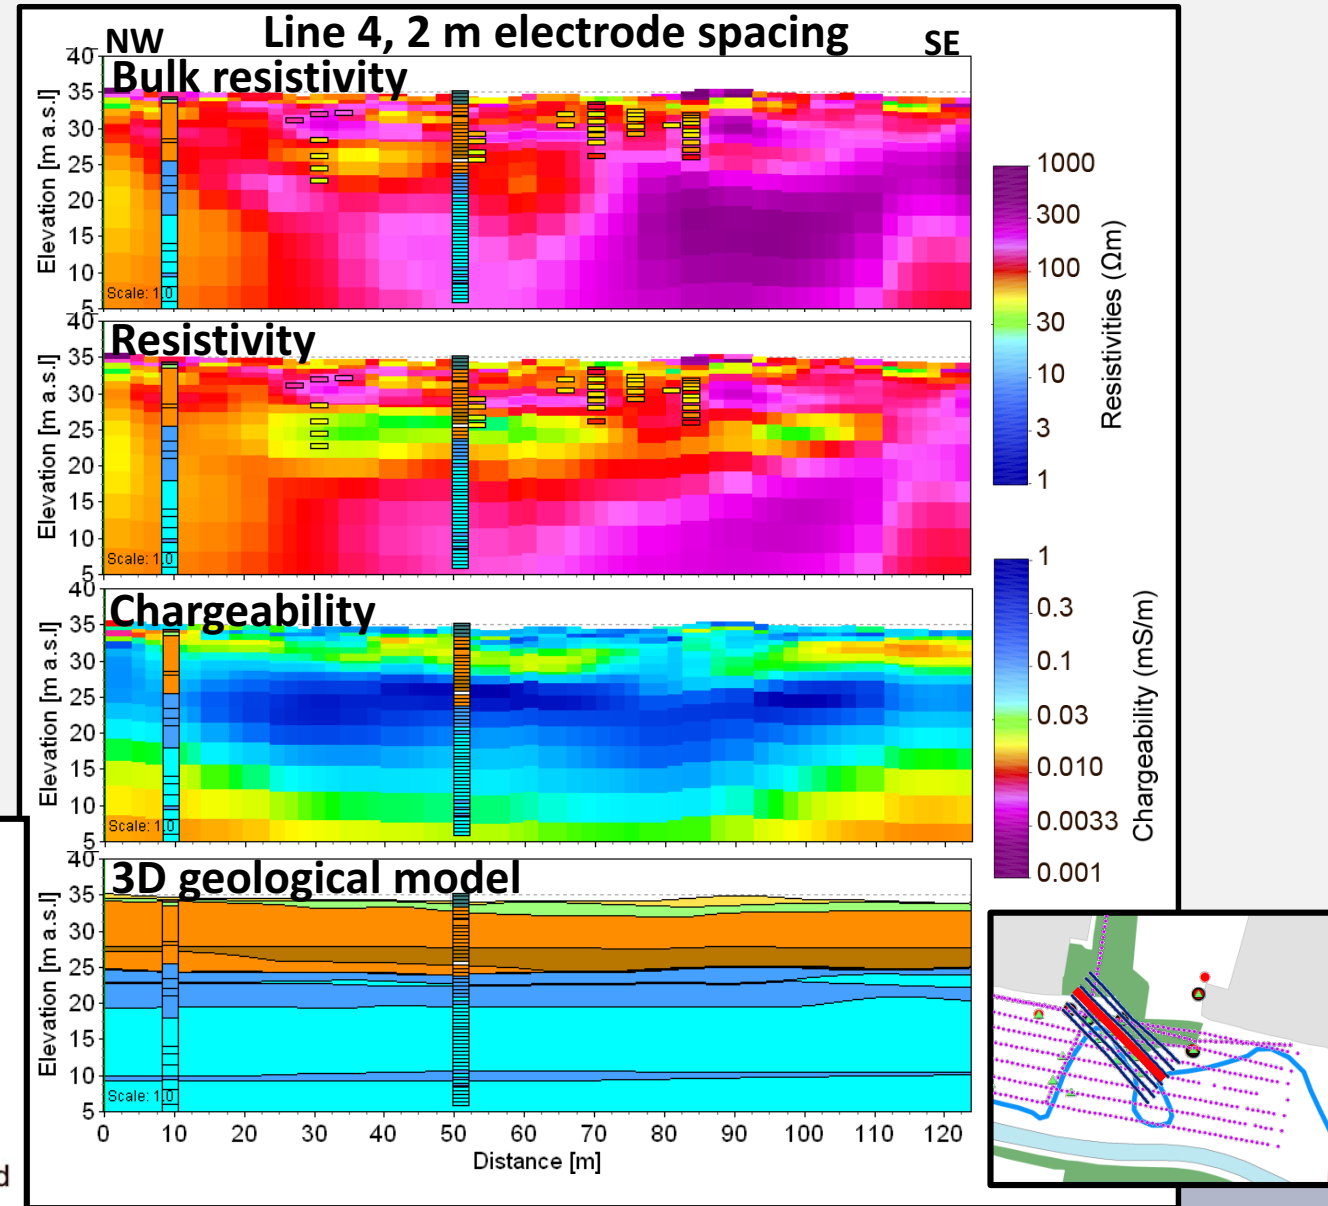 Line 4, 2 m electrode spacing
NW
SE
Bulk resistivity
40
35
30
25
20
15
10
5
Elevation [m a.s.l]
Scale: 1.0
Resistivity
40
35
30
25
20
15
10
5
Elevation [m a.s.l]
Scale: 1.0
Chargeability
40
35
30
25
20
15
10
5
Elevation [m a.s.l]
Scale: 1.0
3D geological model
40
35
30
25
20
15
10
5
Elevation [m a.s.l]
Scale: 1.0
0 10 20 30 40 50 60 70 80 90 100 110 120
Distance [m]
1000
300
100
30
10
3
1
Resistivities (Ωm)
1
0.3
0.1
0.03
0.010
0.0033
0.001
Chargeability (mS/m)